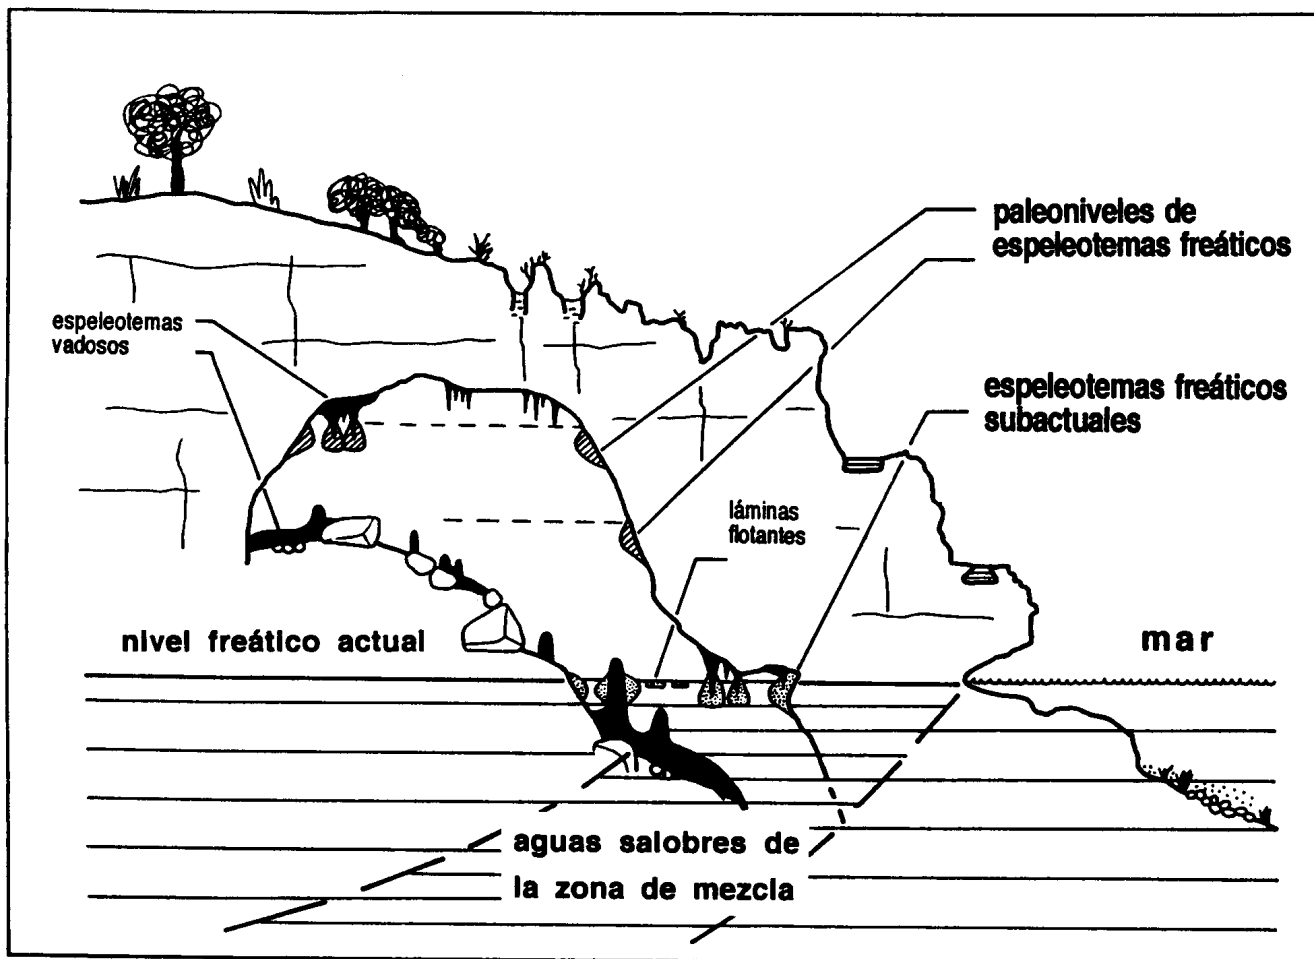 paleoniveles de
espeleotemas freáticos
espeleotemas
vadosos
espeleotemas freáticos
subactuales
láminas
flotantes
nivel freático actual
mar
aguas salobres de
la zona de mezcla